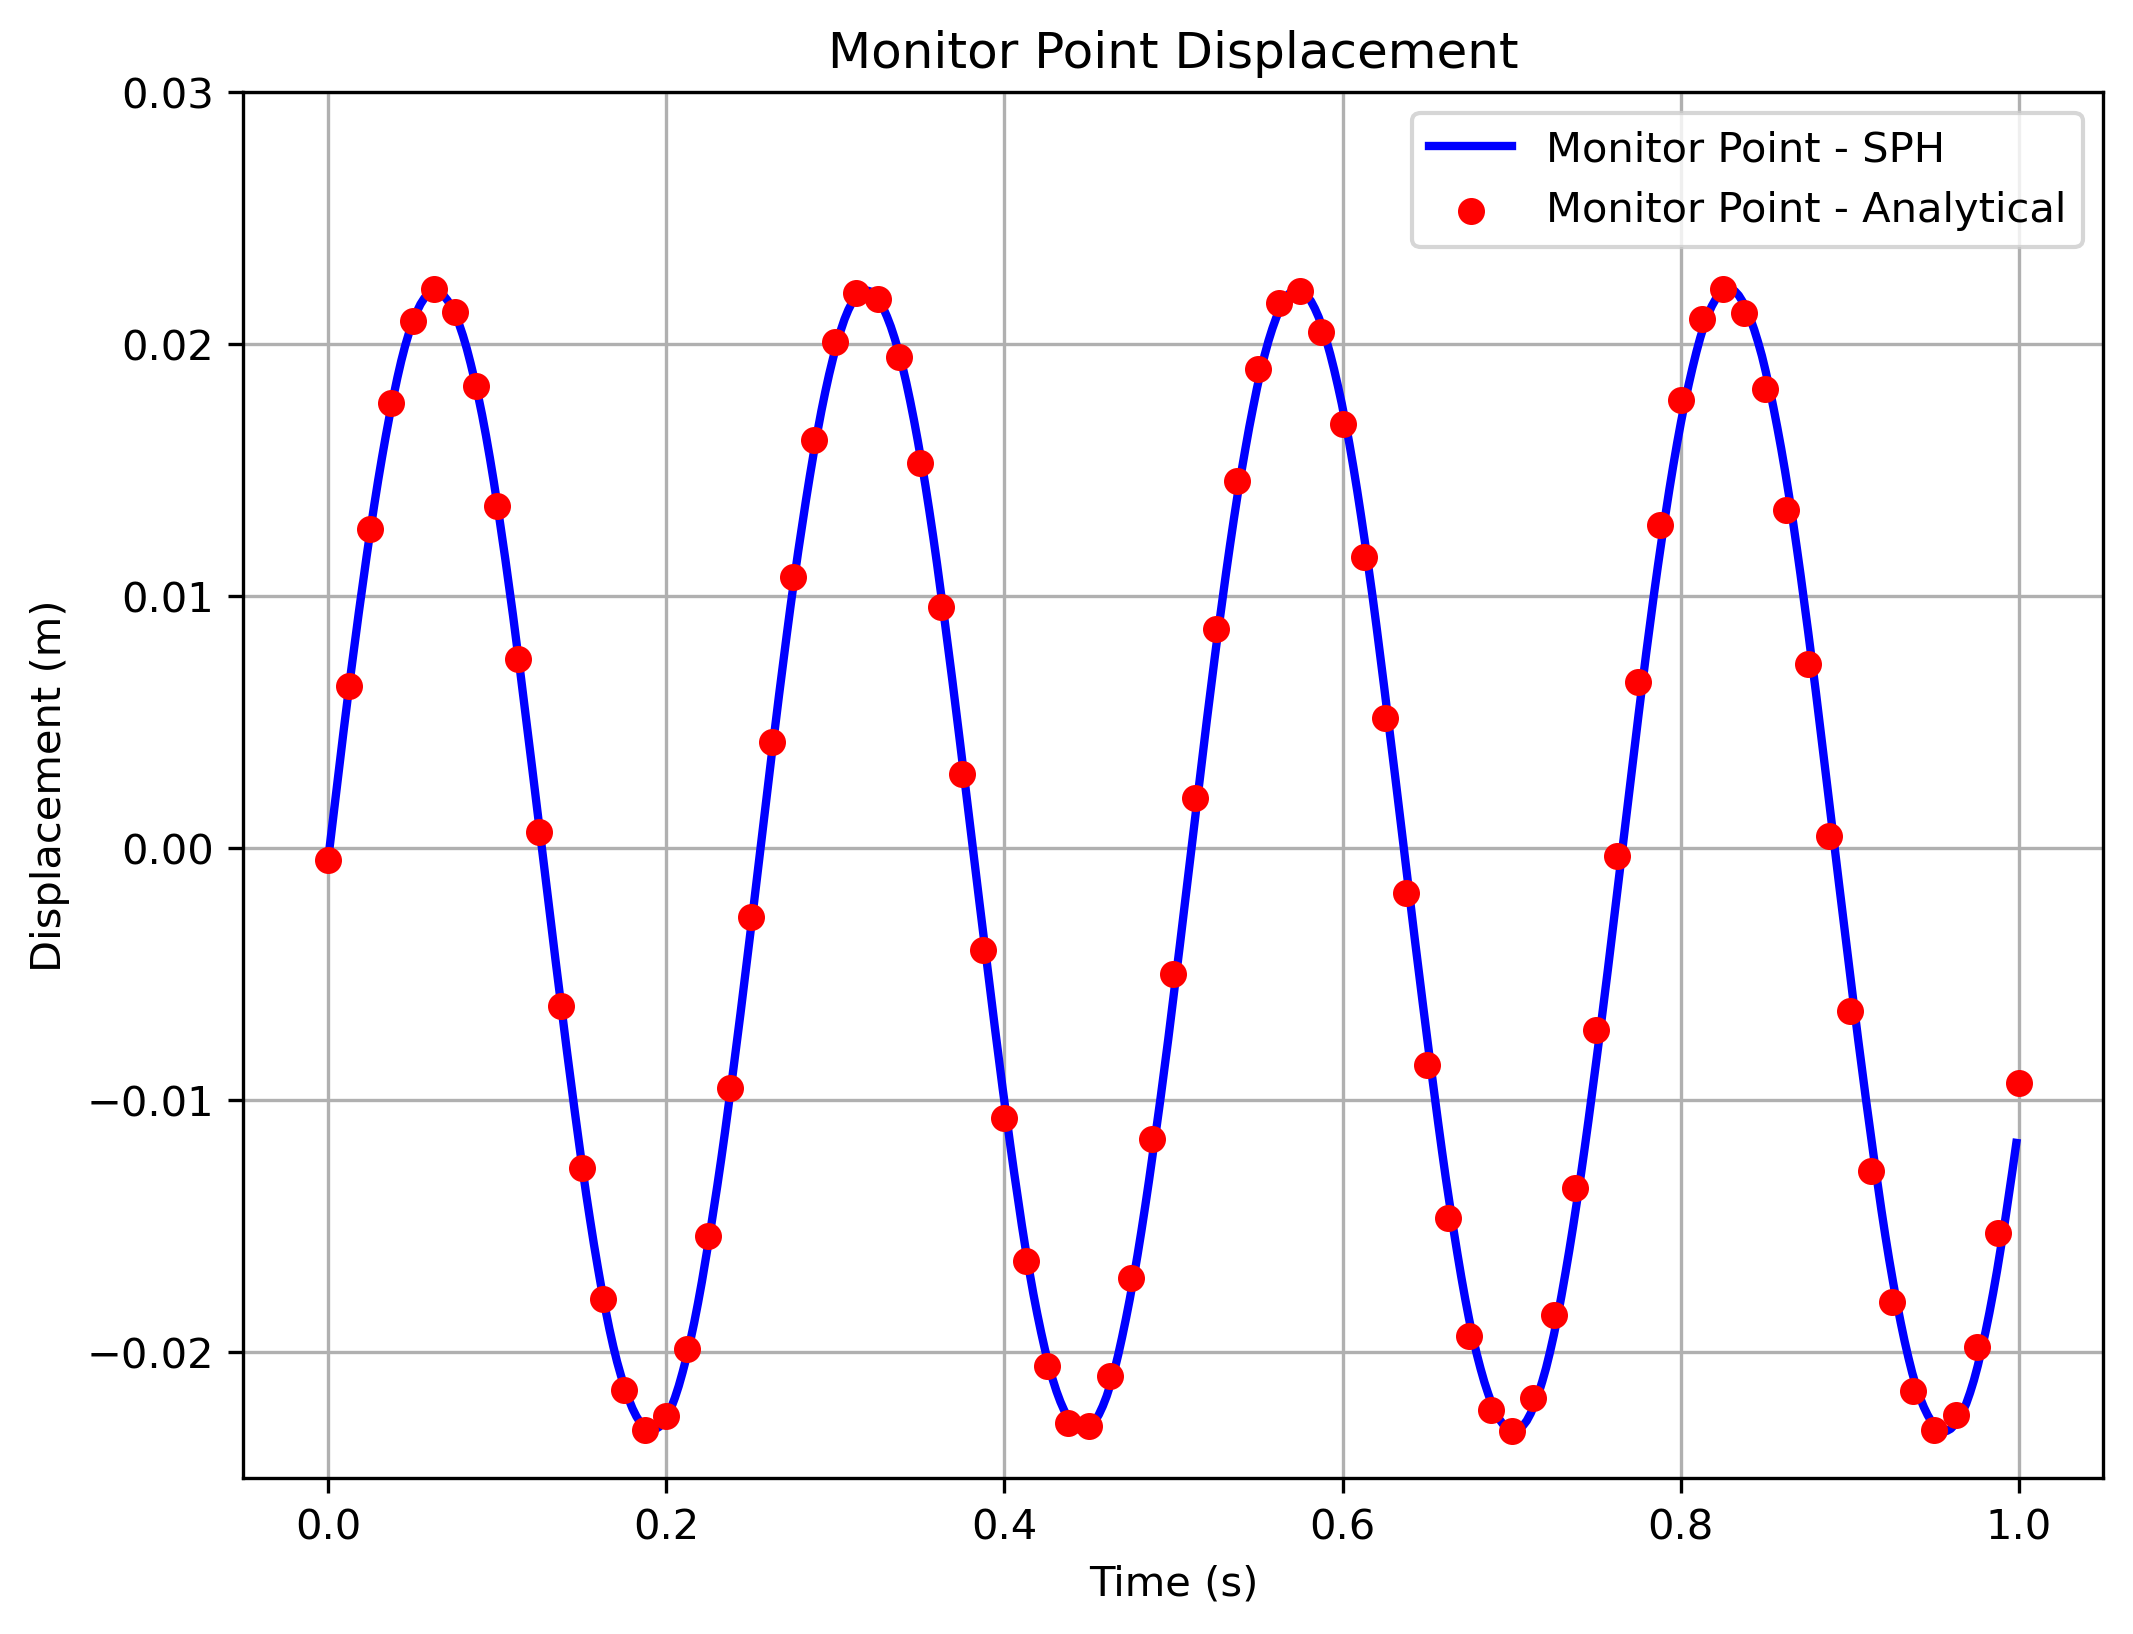 Monitor Point Displacement
0.03
0.02
0.01
0.00
−0.01
−0.02
Displacement (m)
Monitor Point - SPH
Monitor Point - Analytical
0.0 0.2 0.4 0.6 0.8 1.0
Time (s)